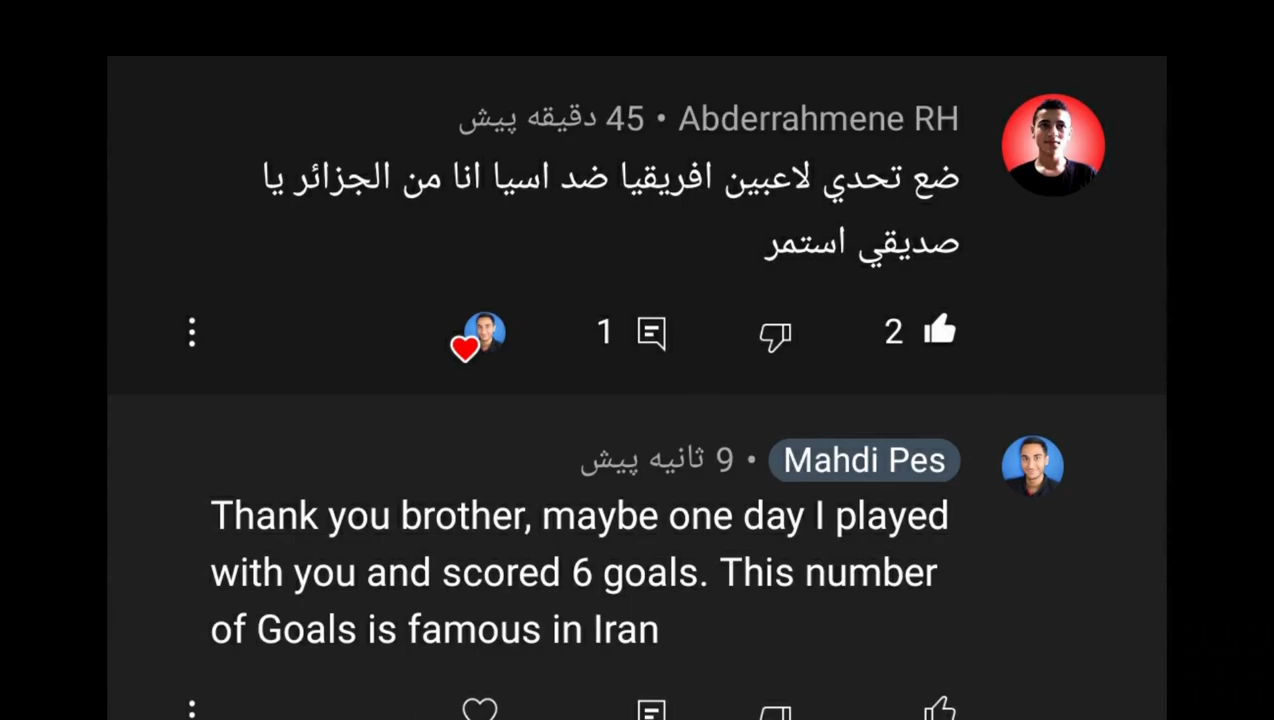 Abderrahmene RH • 45 دقیقه پیش
ضع تحدي لاعبين افريقيا ضد اسيا انا من الجزائر يا
صديقي استمر
2 1
Mahdi Pes • 9 ثانیه پیش
Thank you brother, maybe one day I played
with you and scored 6 goals. This number
of Goals is famous in Iran